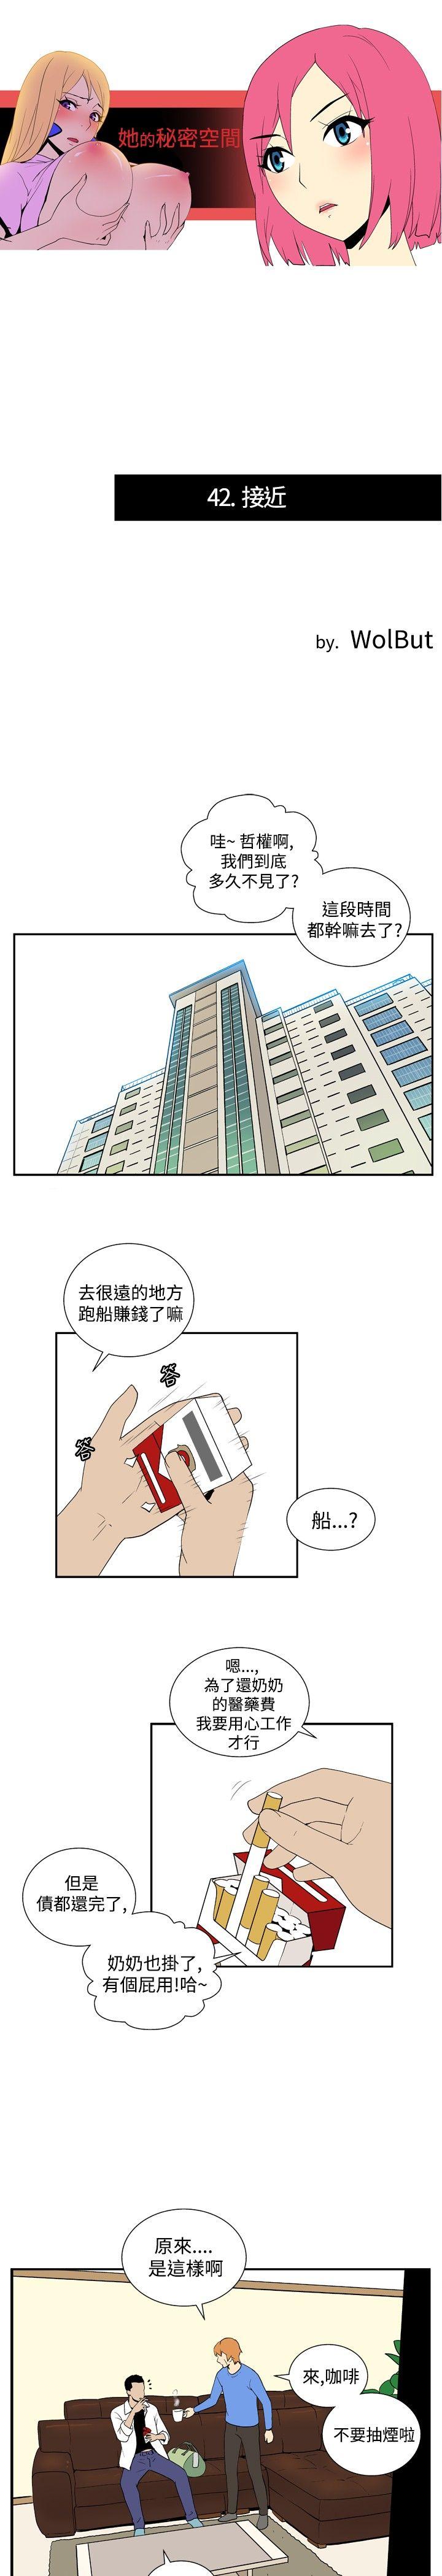 她的秘密空間
42. 接近
by. WolBut
哇~ 哲權啊,
我們到底
多久不見了?
這段時間
都幹嘛去了?
去很遠的地方
跑船賺錢了嘛
答
答
船...?
嗯...,
為了還奶奶
的醫藥費
我要用心工作
才行
但是
債都還完了,
奶奶也掛了,
有個屁用!哈~
原來....
是這樣啊
來,咖啡
不要抽煙啦